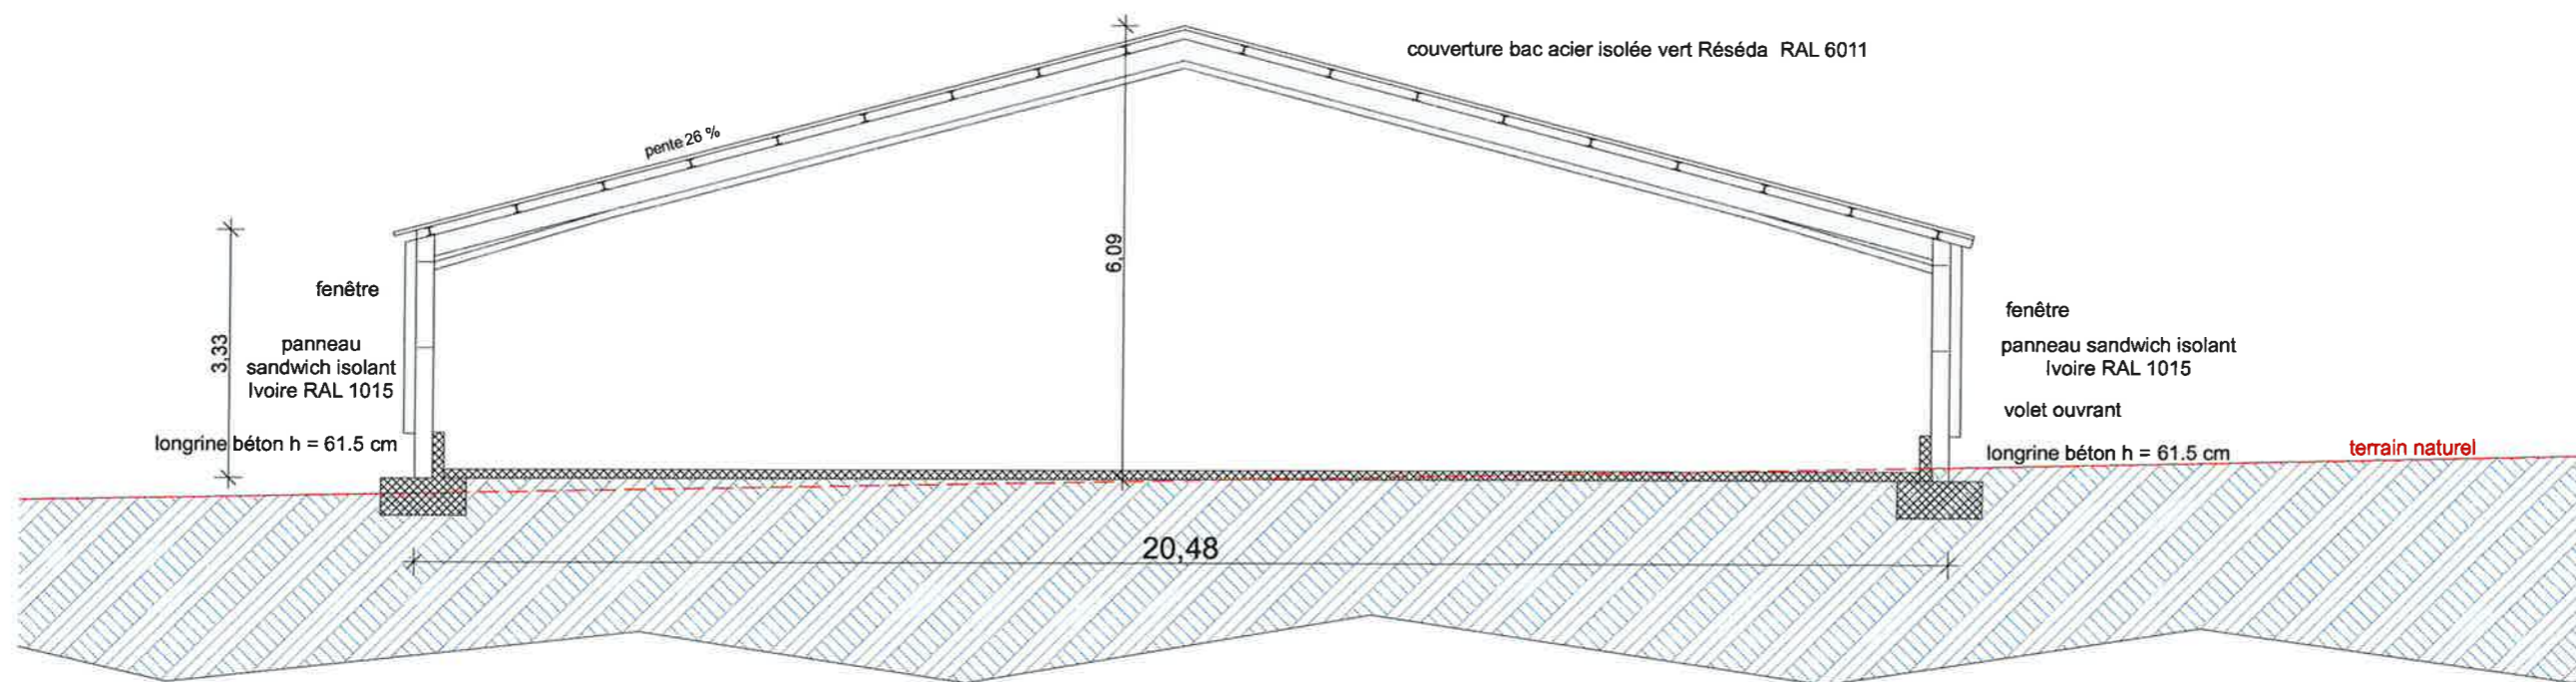 couverture bac acier isolée vert Réséda RAL 6011
pente 26 %
6,09
3,33
fenêtre
panneau
sandwich isolant
Ivoire RAL 1015
longrine béton h = 61.5 cm
fenêtre
panneau sandwich isolant
Ivoire RAL 1015
volet ouvrant
longrine béton h = 61.5 cm
terrain naturel
20,48